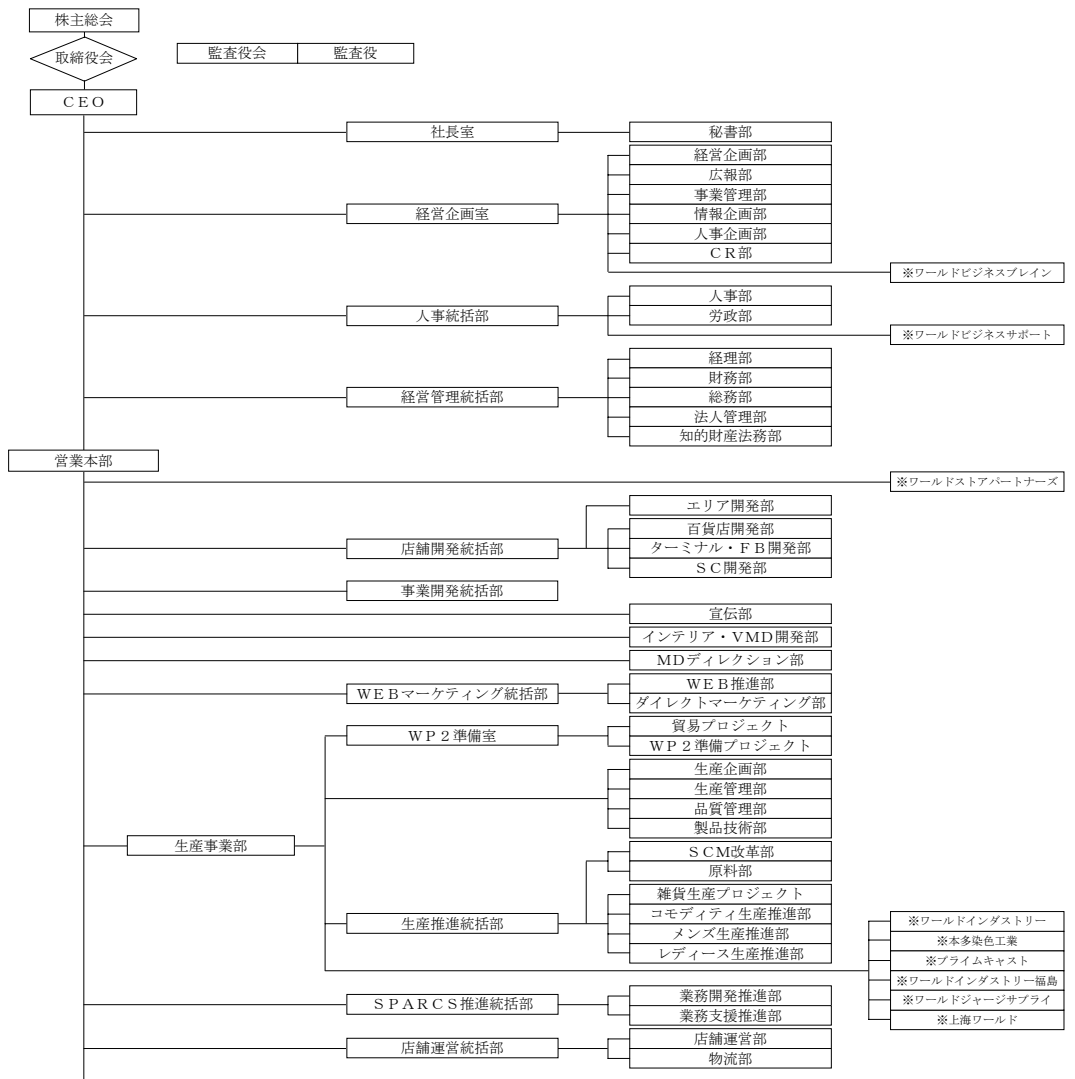 株主総会
取締役会
監査役会 監査役
ＣＥＯ
社長室 秘書部
経営企画部
広報部
事業管理部
経営企画室 情報企画部
人事企画部
ＣＲ部
※ワールドビジネスブレイン
人事部
人事統括部 労政部
※ワールドビジネスサポート
経理部
財務部
経営管理統括部 総務部
法人管理部
知的財産法務部
営業本部
※ワールドストアパートナーズ
エリア開発部
百貨店開発部
店舗開発統括部 ターミナル・ＦＢ開発部
ＳＣ開発部
事業開発統括部
宣伝部
インテリア・ＶＭＤ開発部
ＭＤディレクション部
ＷＥＢ推進部
ＷＥＢマーケティング統括部
ダイレクトマーケティング部
貿易プロジェクト
ＷＰ２準備室
ＷＰ２準備プロジェクト
生産企画部
生産管理部
品質管理部
製品技術部
生産事業部
ＳＣＭ改革部
原料部
雑貨生産プロジェクト
コモディティ生産推進部
生産推進統括部
メンズ生産推進部
レディース生産推進部
※ワールドインダストリー
※本多染色工業
※プライムキャスト
※ワールドインダストリー福島
※ワールドジャージサプライ
※上海ワールド
業務開発推進部
ＳＰＡＲＣＳ推進統括部
業務支援推進部
店舗運営部
店舗運営統括部
物流部